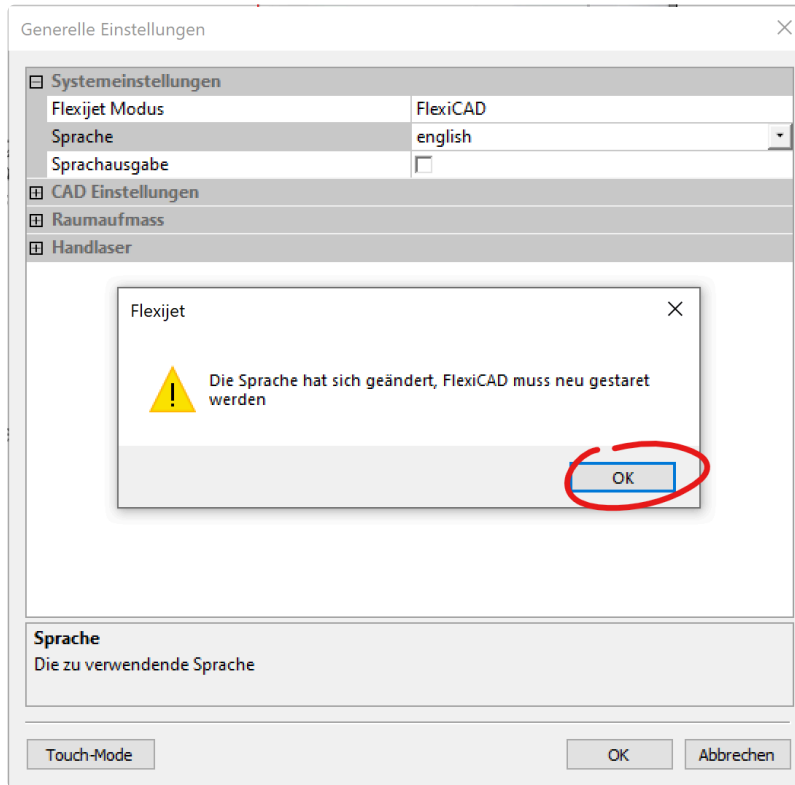 Generelle Einstellungen
Systemeinstellungen
Flexijet Modus FlexiCAD
Sprache english
Sprachausgabe
CAD Einstellungen
Raumaufmass
Handlaser
Flexijet
Die Sprache hat sich geändert, FlexiCAD muss neu gestaret
werden
OK
Sprache
Die zu verwendende Sprache
Touch-Mode OK Abbrechen